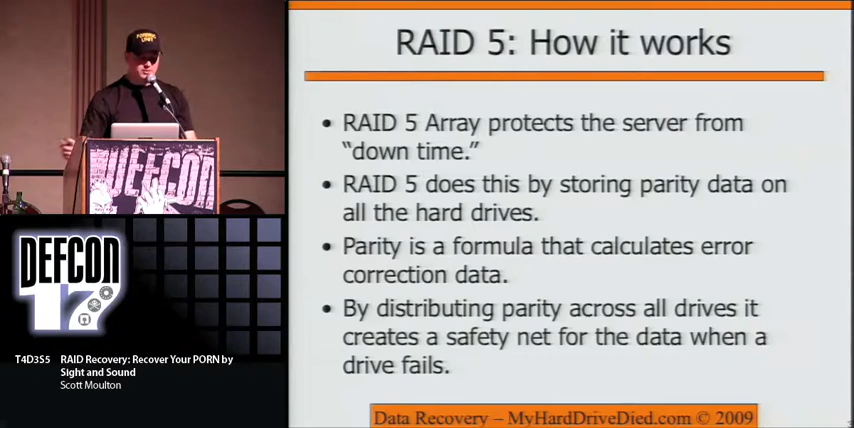 RAID 5: How it works
• RAID 5 Array protects the server from
“down time.”
• RAID 5 does this by storing parity data on
all the hard drives.
• Parity is a formula that calculates error
correction data.
• By distributing parity across all drives it
creates a safety net for the data when a
drive fails.
Data Recovery – MyHardDriveDied.com © 2009
DEFCON
DEFCON
17
T4D3S5 RAID Recovery: Recover Your PORN by
Sight and Sound
Scott Moulton